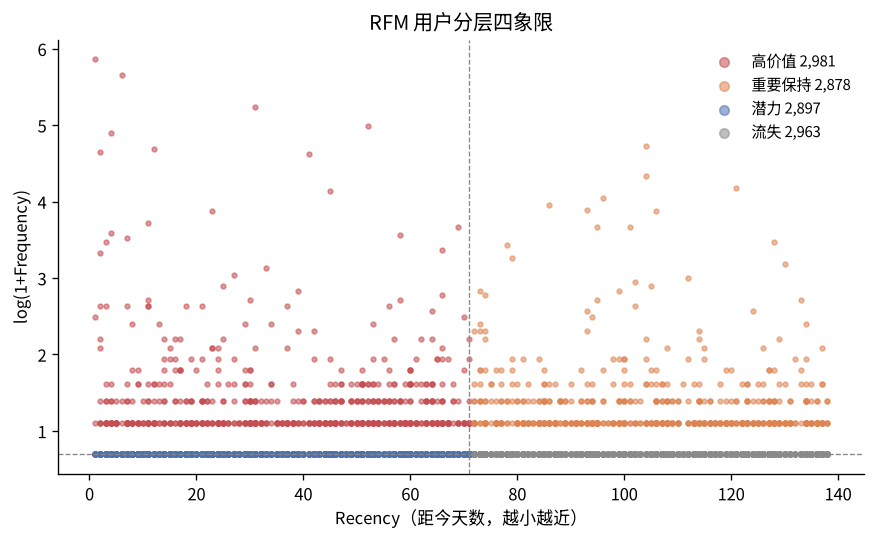 RFM 用户分层四象限
高价值 2,981
重要保持 2,878
潜力 2,897
流失 2,963
log(1+Frequency)
6
5
4
3
2
1
0 20 40 60 80 100 120 140
Recency（距今天数，越小越近）